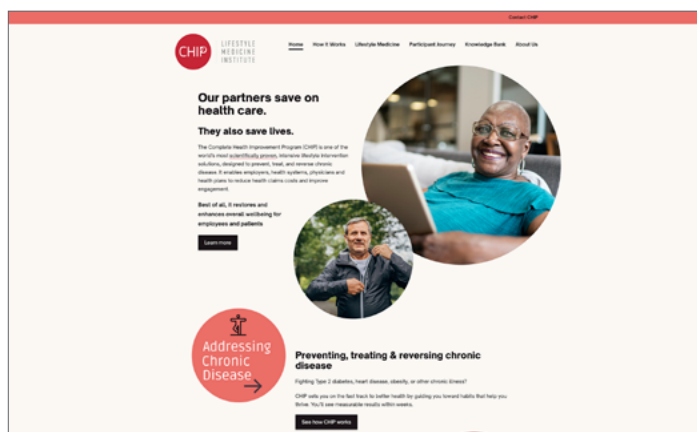 Contact CHIP
CHIP
LIFESTYLE
MEDICINE
INSTITUTE
Home How it Works Lifestyle Medicine Participant Journey Knowledge Bank About Us
Our partners save on
health care.
They also save lives.
The Complete Health Improvement Program (CHIP) is one of the
world's most scientifically proven, intensive lifestyle intervention
solutions, designed to prevent, treat, and reverse chronic
disease. It enables employers, health systems, physicians and
health plans to reduce health claims costs and improve
engagement.
Best of all, it restores and
enhances overall wellbeing for
employees and patients
Learn more
Addressing
Chronic
Disease
Preventing, treating & reversing chronic
disease
Fighting Type 2 diabetes, heart disease, obesity, or other chronic illness?
CHIP sets you on the fast track to better health by guiding you toward habits that help you
thrive. You'll see measurable results within weeks.
See how CHIP works